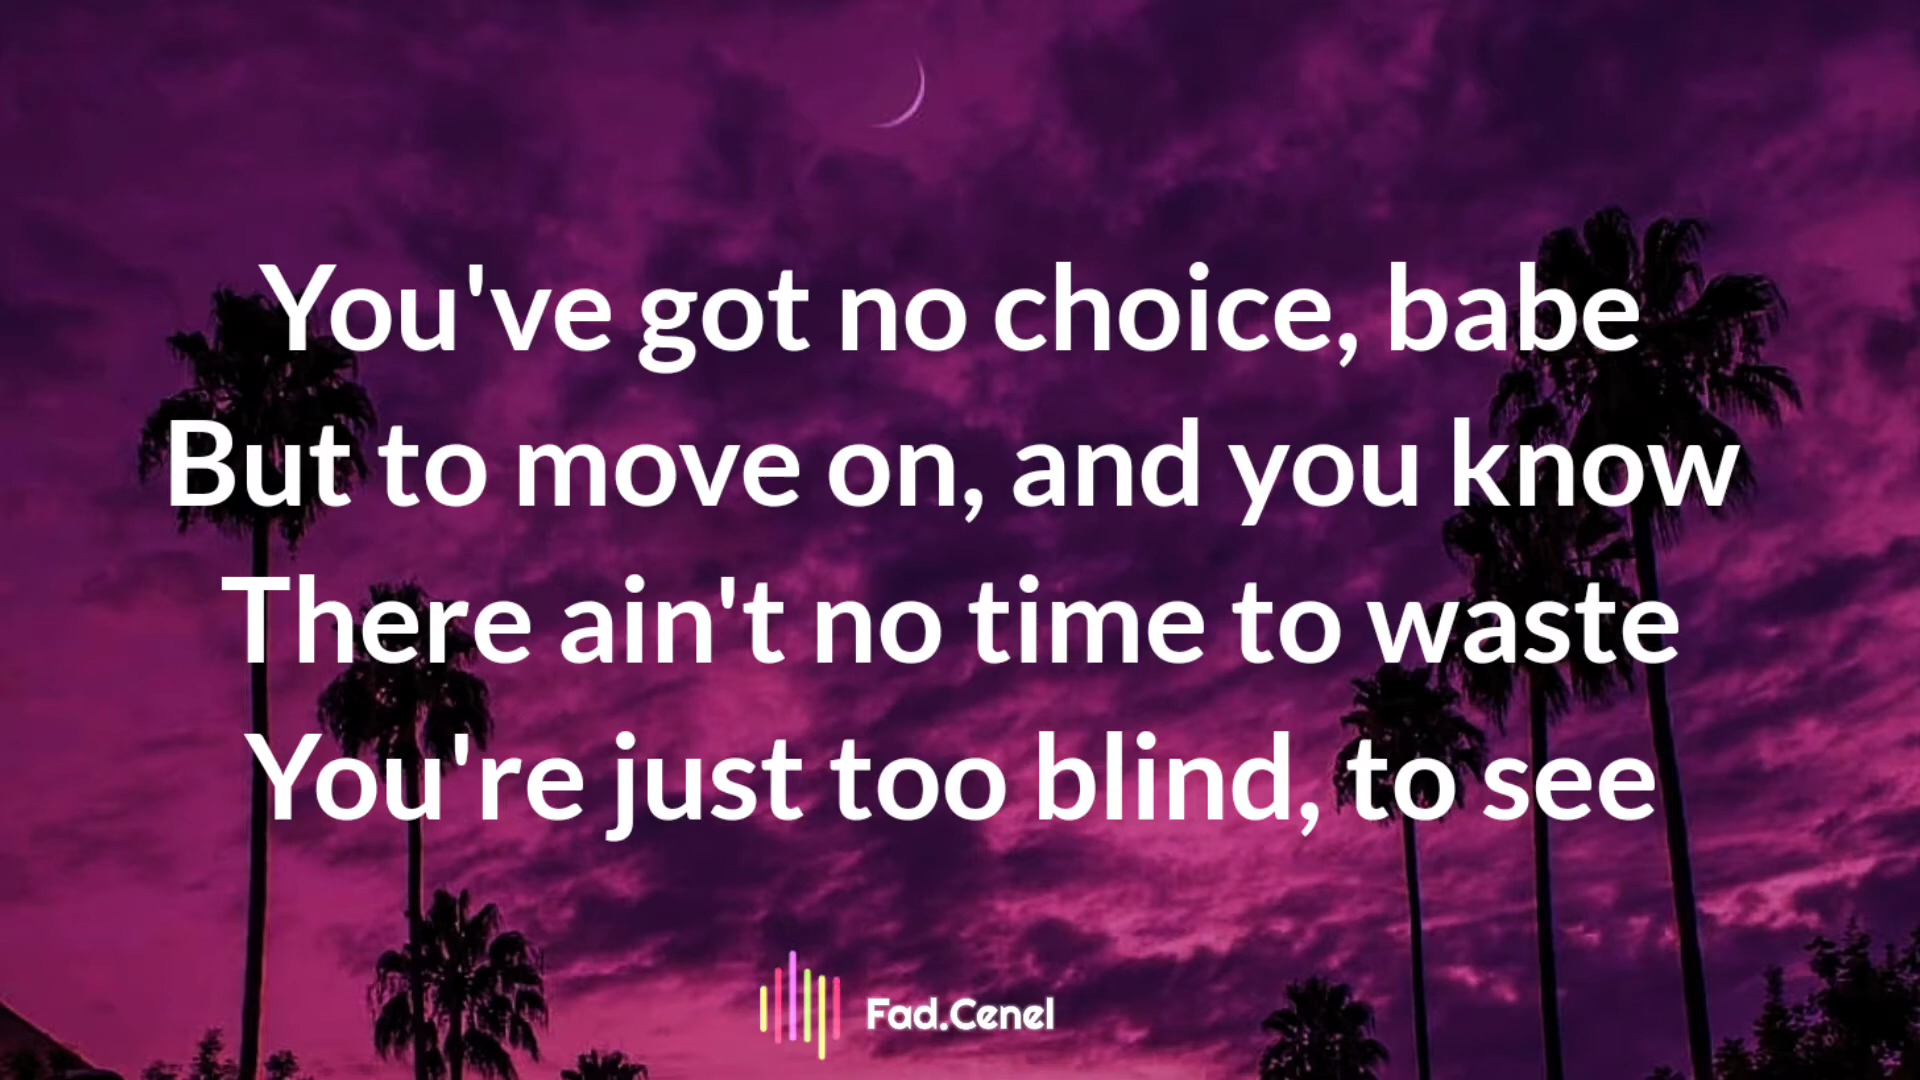 You've got no choice, babe
But to move on, and you know
There ain't no time to waste
You're just too blind, to see
Fad.Cenel